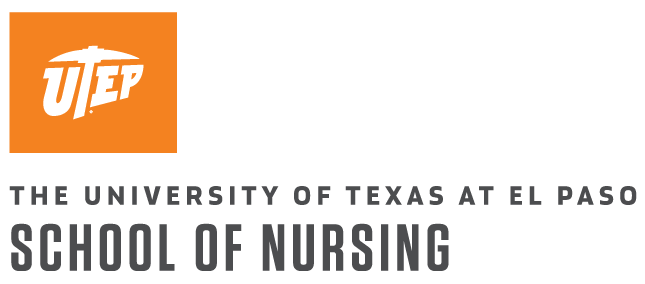 UTEP
THE UNIVERSITY OF TEXAS AT EL PASO
SCHOOL OF NURSING